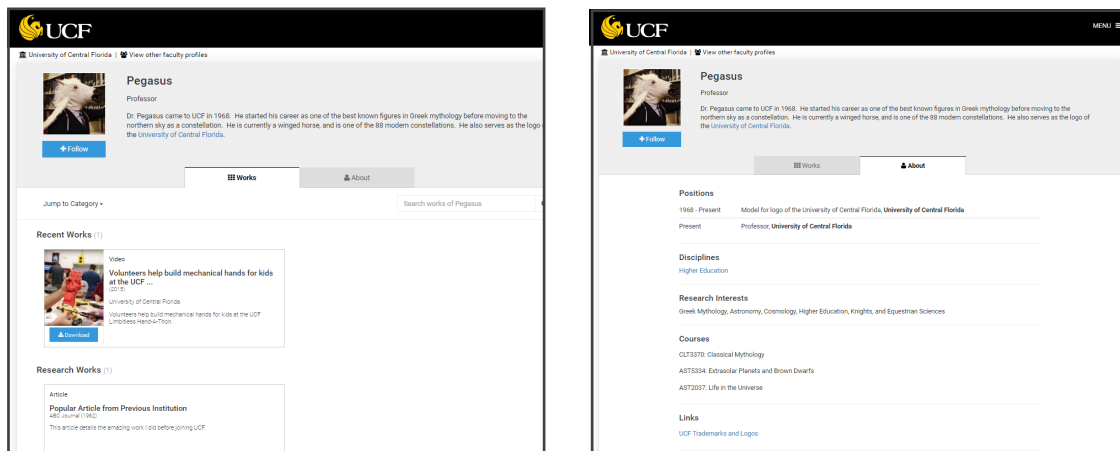 UCF
University of Central Florida | View other faculty profiles
Pegasus
Professor
Dr. Pegasus came to UCF in 1968. He started his career as one of the best known figures in Greek mythology before moving to the
northern sky as a constellation. He is currently a winged horse, and is one of the 88 modern constellations. He also serves as the logo
the University of Central Florida.
+ Follow
Works
About
Jump to Category
Search works of Pegasus
Recent Works (1)
Video
Volunteers help build mechanical hands for kids
at the UCF ...
(2015)
University of Central Florida
Volunteers help build mechanical hands for kids at the UCF
Limbitless Hand-A-Thon.
Download
Research Works (1)
Article
Popular Article from Previous Institution
ABC Journal (1962)
This article details the amazing work I did before joining UCF.
UCF
MENU
University of Central Florida | View other faculty profiles
Pegasus
Professor
Dr. Pegasus came to UCF in 1968. He started his career as one of the best known figures in Greek mythology before moving to the
northern sky as a constellation. He is currently a winged horse, and is one of the 88 modern constellations. He also serves as the logo of
the University of Central Florida.
+ Follow
Works
About
Positions
1968 - Present Model for logo of the University of Central Florida, University of Central Florida
Present Professor, University of Central Florida
Disciplines
Higher Education
Research Interests
Greek Mythology, Astronomy, Cosmology, Higher Education, Knights, and Equestrian Sciences
Courses
CLT3370: Classical Mythology
AST5334: Extrasolar Planets and Brown Dwarfs
AST2037: Life in the Universe
Links
UCF Trademarks and Logos